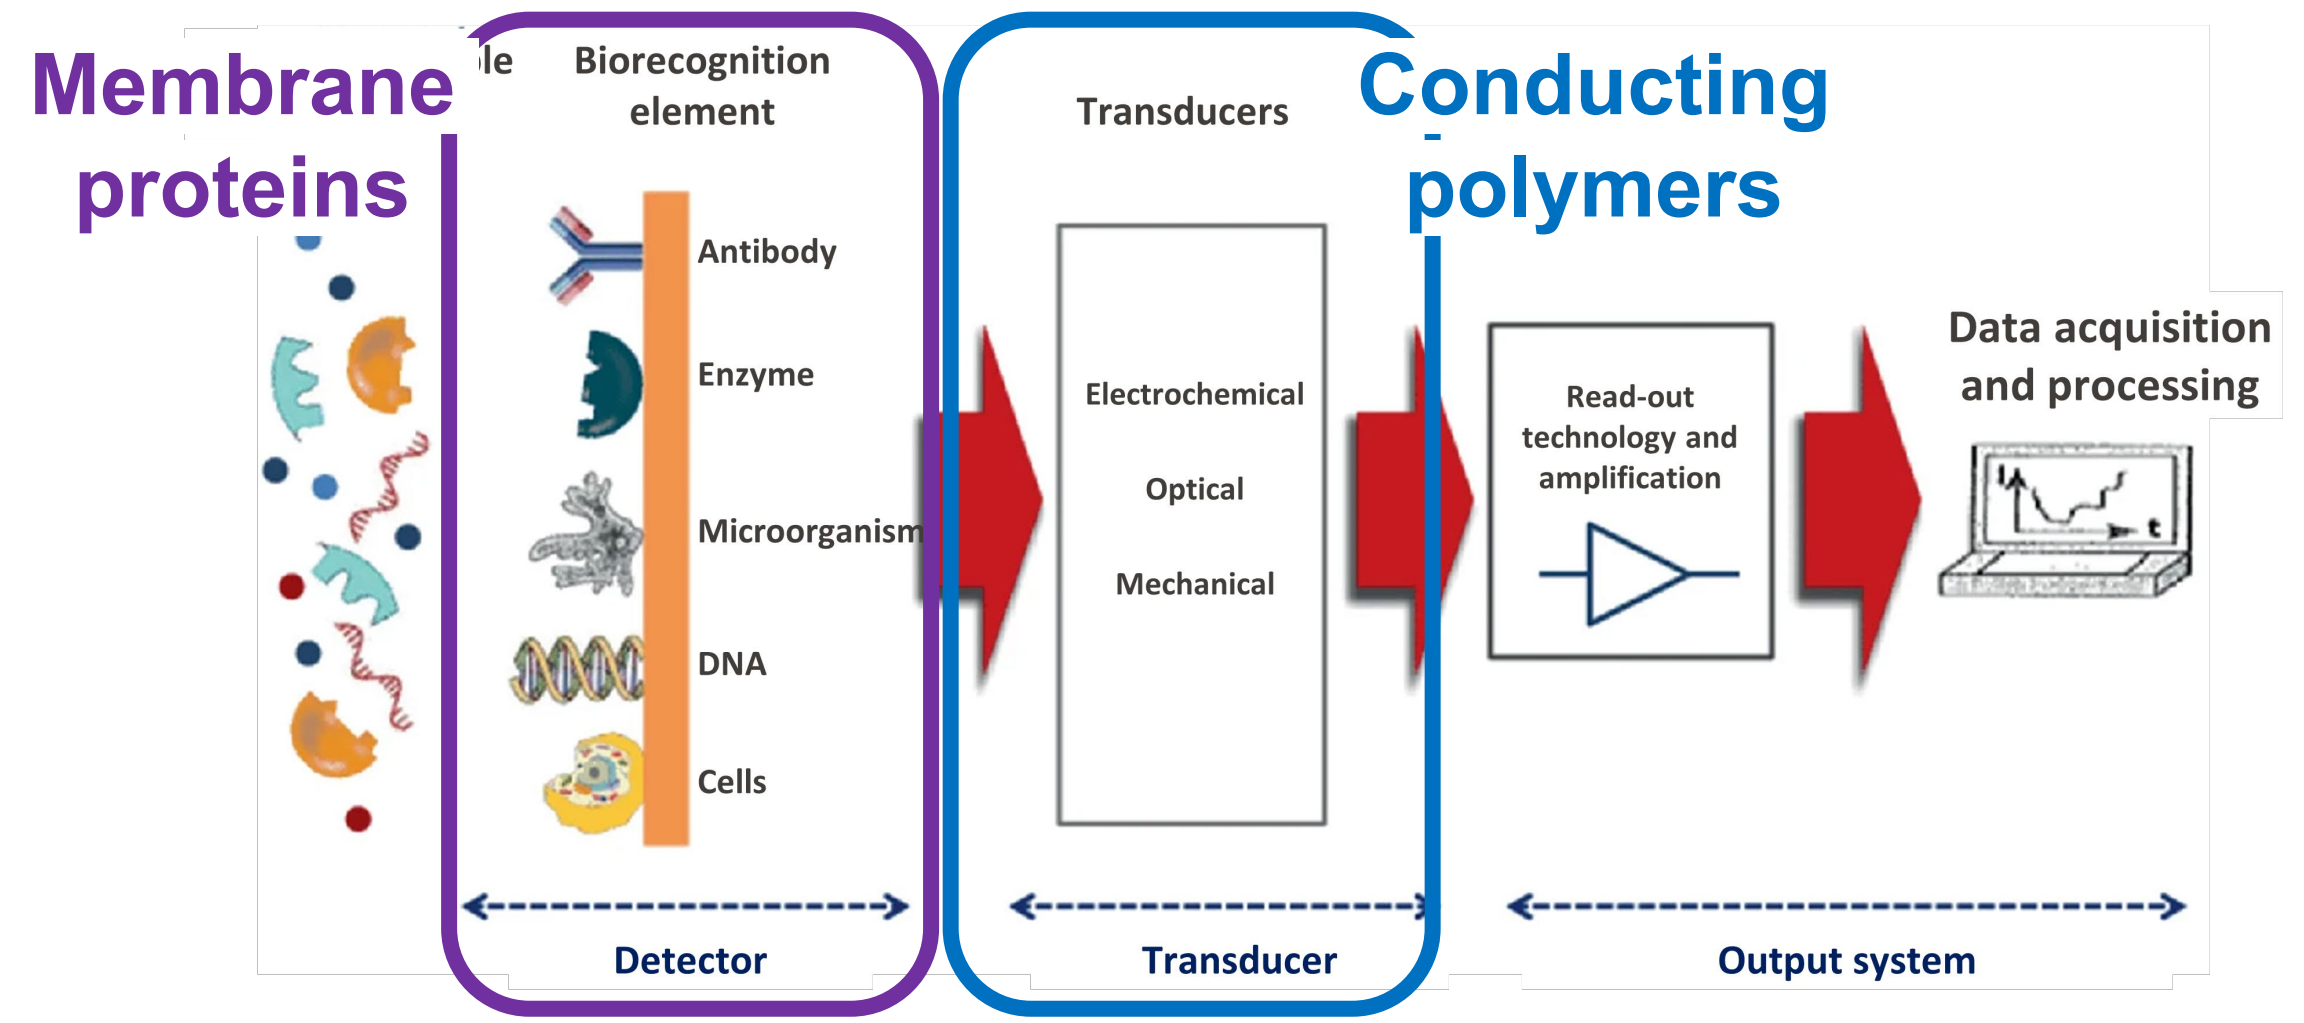 Membrane
proteins
Biorecognition
element
Antibody
Enzyme
Microorganism
DNA
Cells
Detector
Transducers
Electrochemical
Optical
Mechanical
Transducer
Conducting
polymers
Read-out
technology and
amplification
Data acquisition
and processing
I
t
Output system